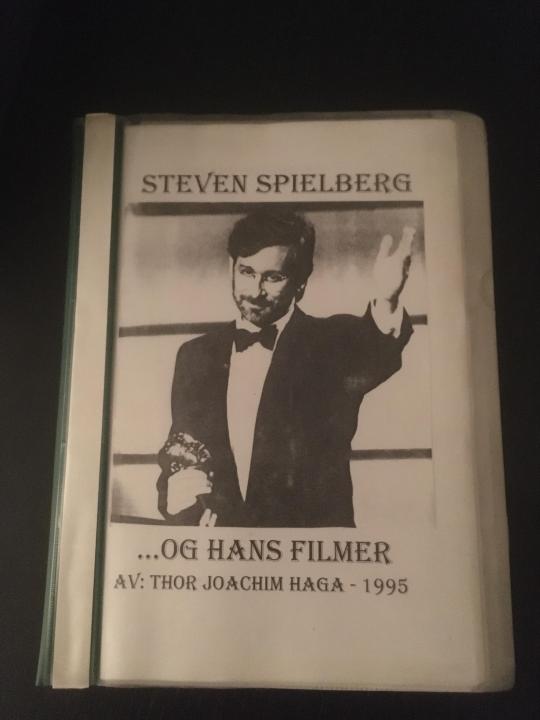 STEVEN SPIELBERG
...OG HANS FILMER
AV: THOR JOACHIM HAGA - 1995